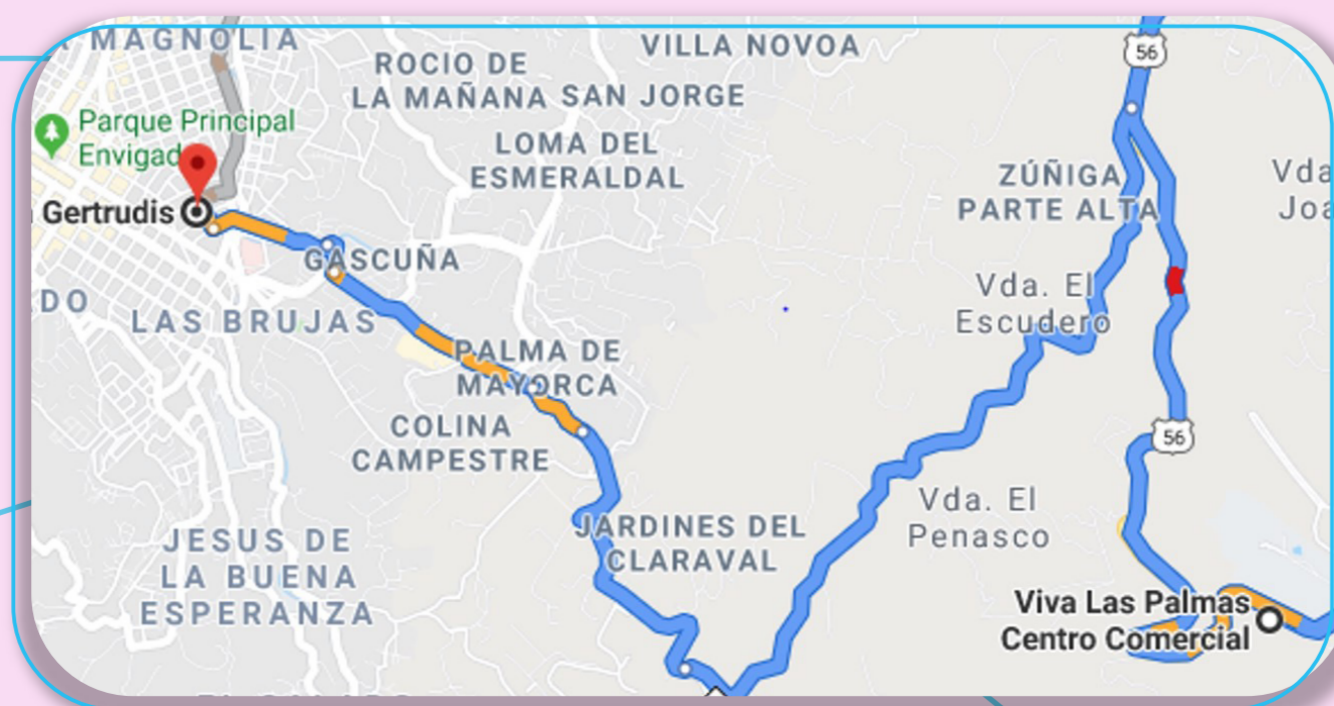 MAGNOLIA
ROCIO DE
LA MAÑANA
VILLA NOVOA
SAN JORGE
56
Parque Principal
Envigad
LOMA DEL
ESMERALDAL
ZÚÑIGA
PARTE ALTA
Vda
Joa
Gertrudis
GASCUÑA
DO
LAS BRUJAS
Vda. El
Escudero
PALMA DE
MAYORCA
COLINA
CAMPESTRE
56
Vda. El
Penasco
JARDINES DEL
CLARAVAL
JESUS DE
LA BUENA
ESPERANZA
Viva Las Palmas
Centro Comercial